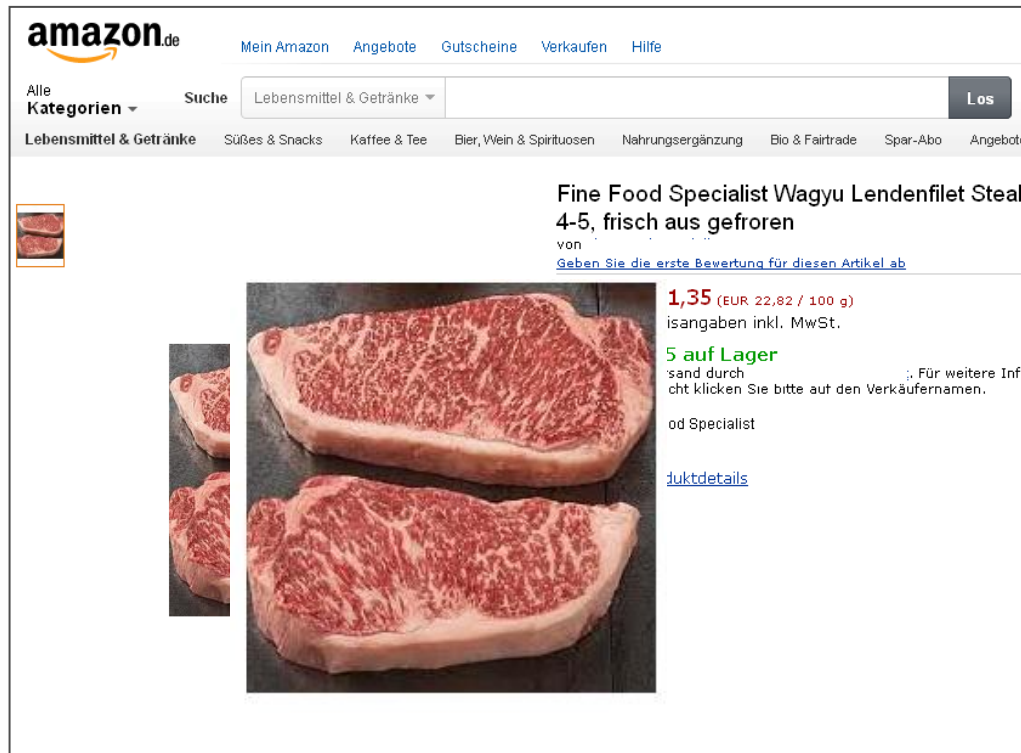 amazon.de
Mein Amazon Angebote Gutscheine Verkaufen Hilfe
Alle
Kategorien
Suche
Lebensmittel & Getränke
Los
Lebensmittel & Getränke Süßes & Snacks Kaffee & Tee Bier, Wein & Spirituosen Nahrungsergänzung Bio & Fairtrade Spar-Abo Angebote
Fine Food Specialist Wagyu Lendenfilet Steak
4-5, frisch aus gefroren
von
Geben Sie die erste Bewertung für diesen Artikel ab
1,35 (EUR 22,82 / 100 g)
isangaben inkl. MwSt.
5 auf Lager
rsand durch . Für weitere Inf
cht klicken Sie bitte auf den Verkäufernamen.
od Specialist
duktdetails